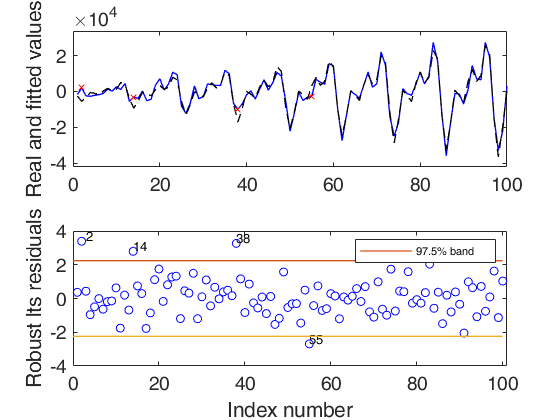 ×10⁴
Real and fitted values
2
0
-2
-4
0 20 40 60 80 100
Robust lts residuals
4
2
0
-2
-4
2
14
38
55
97.5% band
0 20 40 60 80 100
Index number